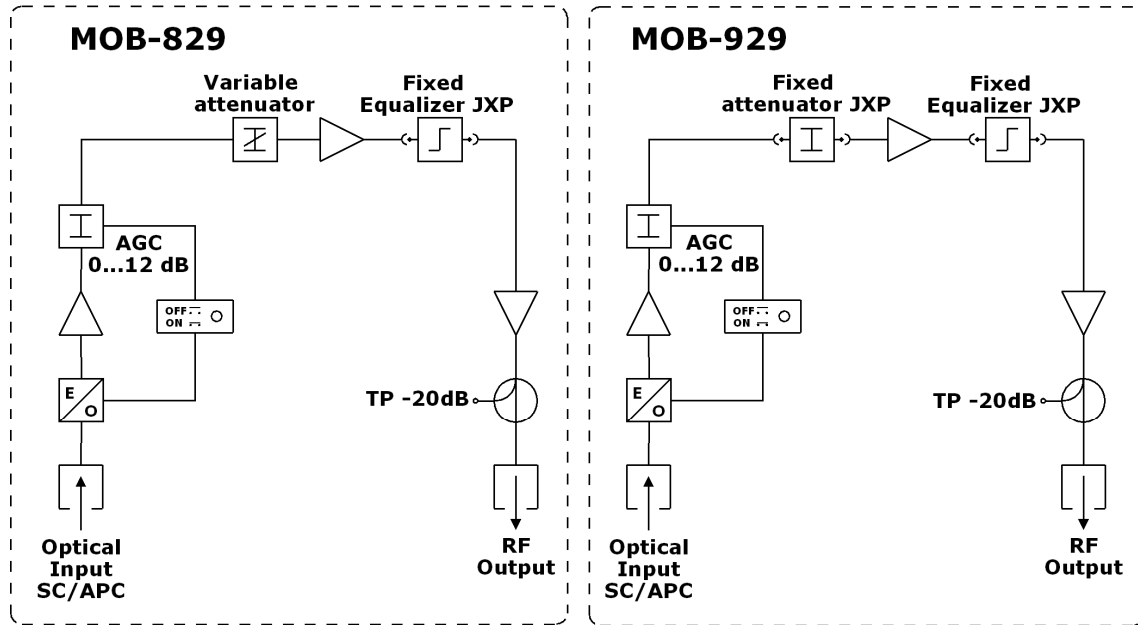 MOB-829
Variable
attenuator
Fixed
Equalizer JXP
AGC
0...12 dB
OFF
ON
E
O
TP -20dB
Optical
Input
SC/APC
RF
Output
MOB-929
Fixed
attenuator JXP
Fixed
Equalizer JXP
AGC
0...12 dB
OFF
ON
E
O
TP -20dB
Optical
Input
SC/APC
RF
Output